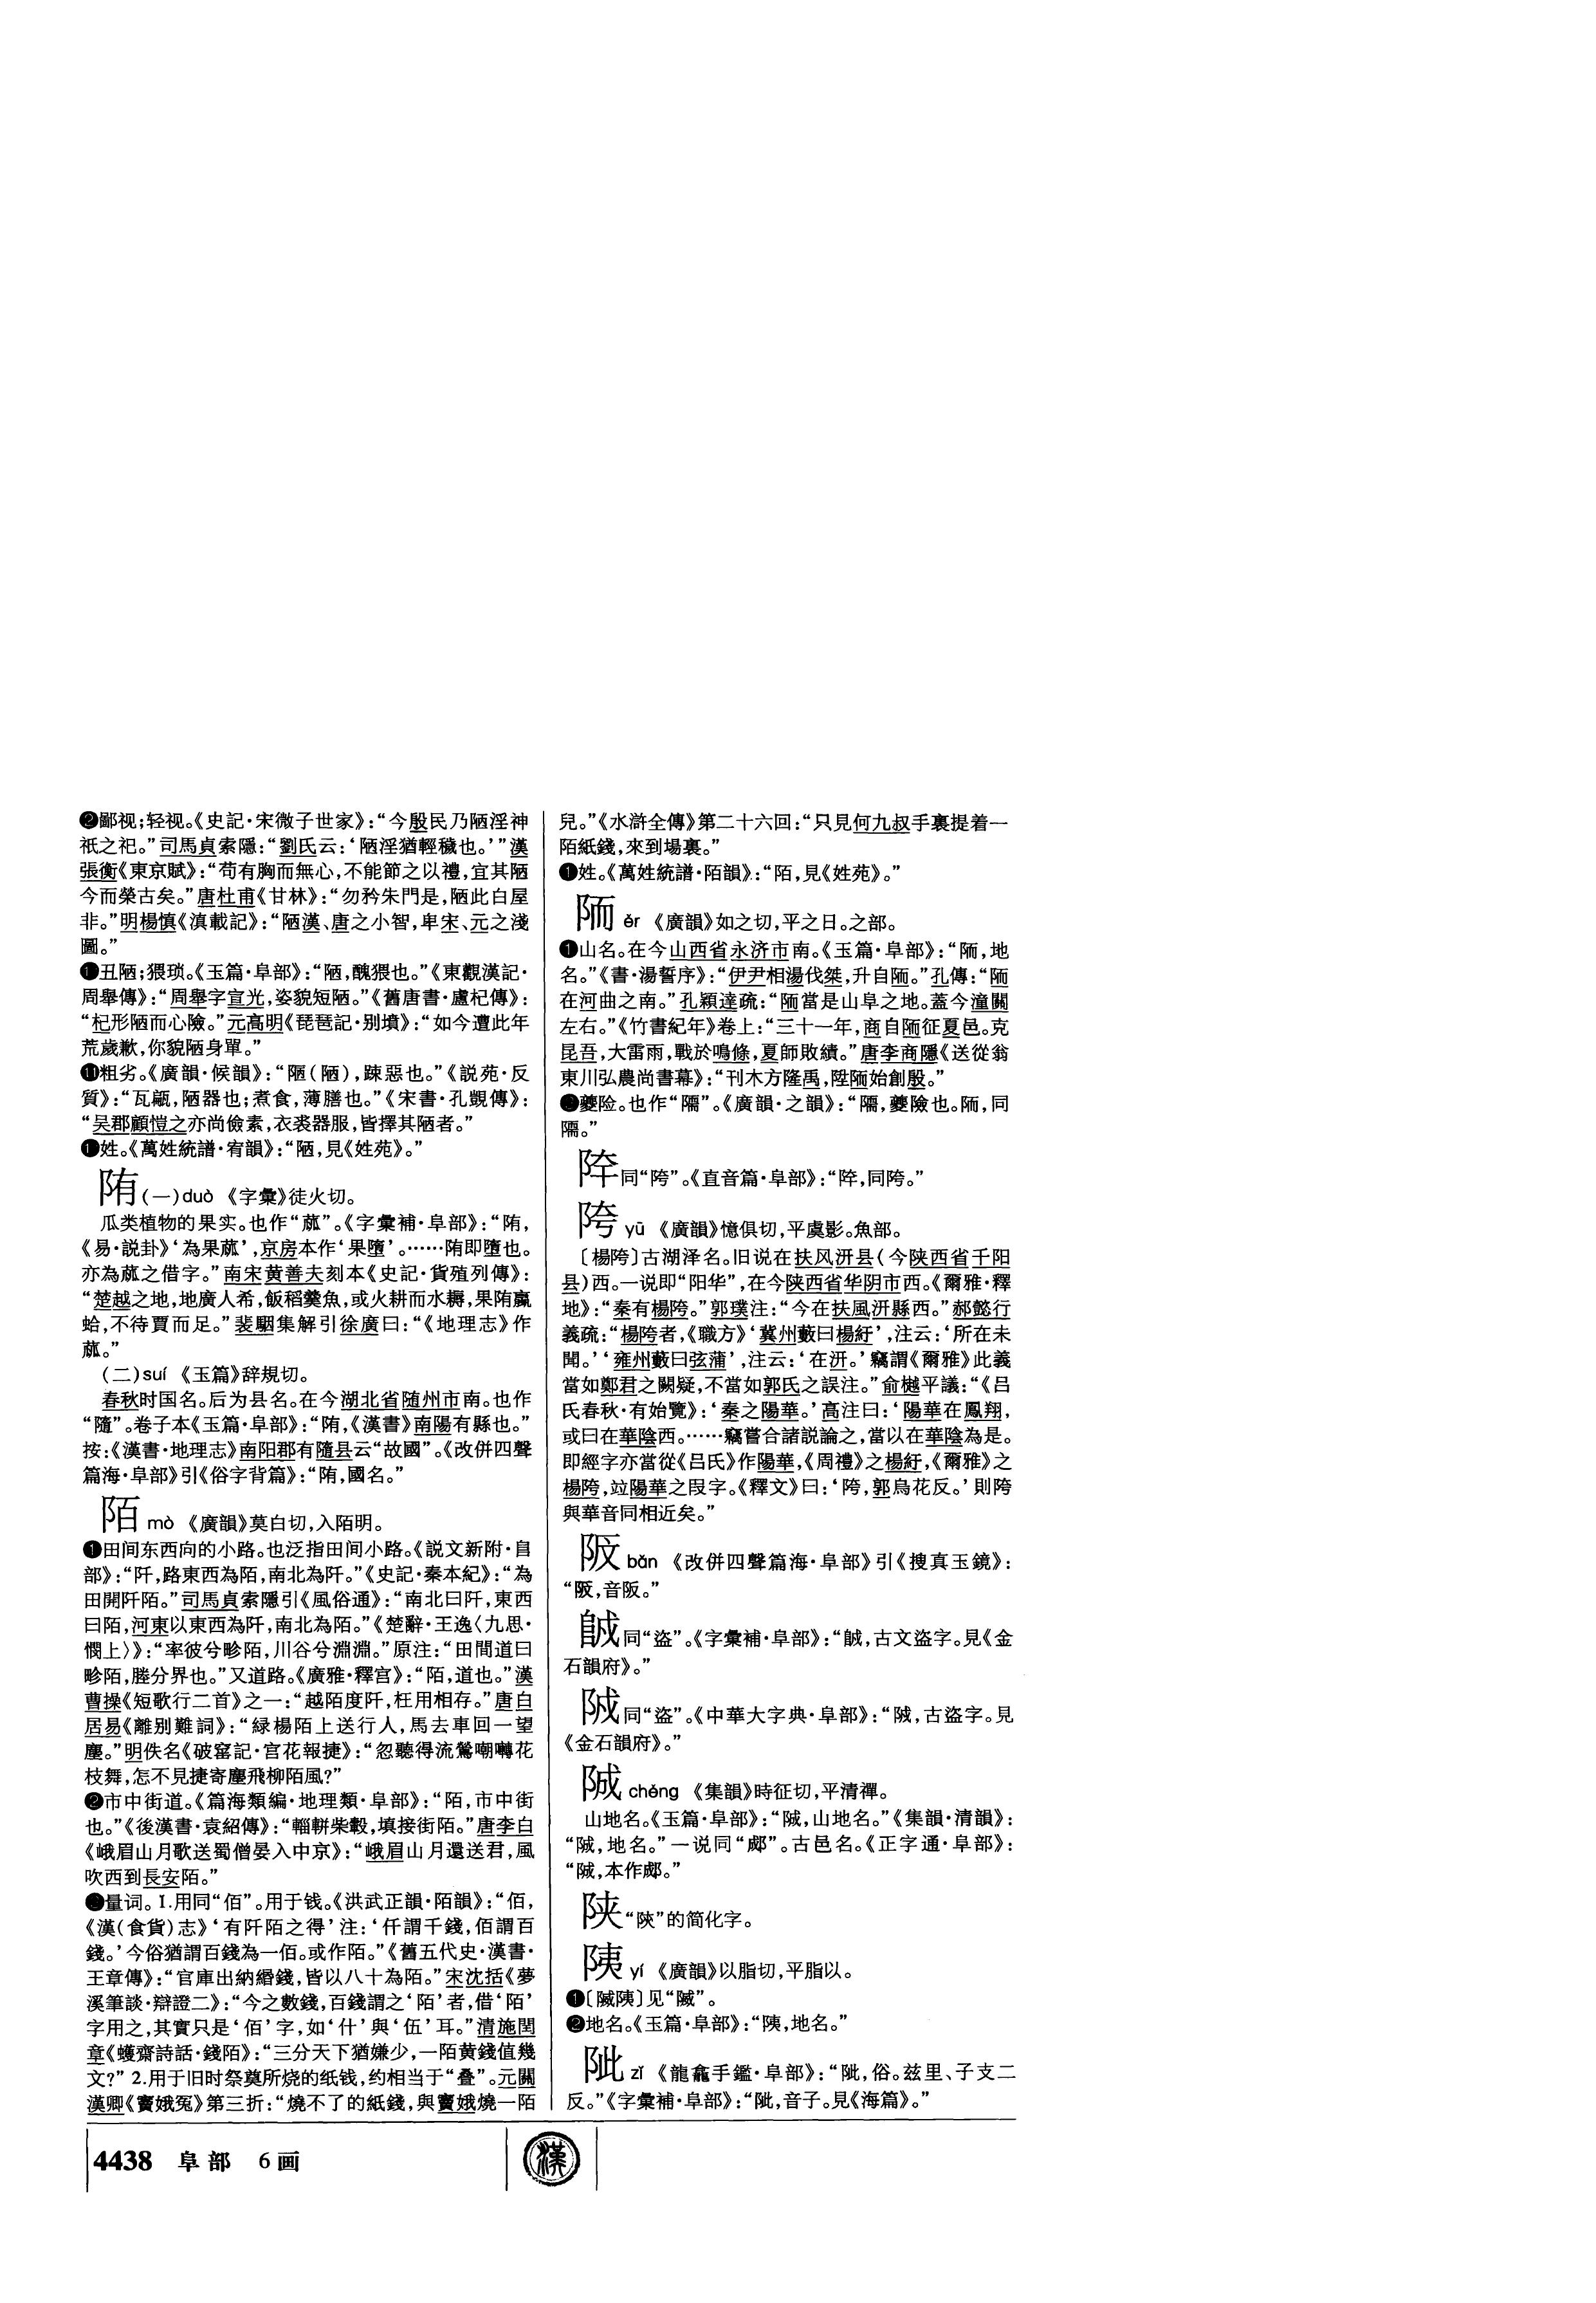 ❷鄙视;轻视。《史記·宋微子世家》:“今殷民乃陋淫神
祇之祀。”司馬貞索隱:“劉氏云:‘陋淫猶輕穢也。’”漢
張衡《東京賦》:“苟有胸而無心,不能節之以禮,宜其陋
今而榮古矣。”唐杜甫《甘林》:“勿矜朱門是,陋此白屋
非。”明楊慎《滇載記》:“陋漢、唐之小智,卑宋、元之淺
圖。”
❶丑陋;猥琐。《玉篇·阜部》:“陋,醜猥也。”《東觀漢記·
周舉傳》:“周舉字宣光,姿貌短陋。”《舊唐書·盧杞傳》:
“杞形陋而心險。”元高明《琵琶記·别墳》:“如今遭此年
荒歲歉,你貌陋身單。”
⓫粗劣。《廣韻·候韻》:“陋(陋),踈惡也。”《説苑·反
質》:“瓦甂,陋器也;煮食,薄膳也。”《宋書·孔覬傳》:
“吴郡顧愷之亦尚儉素,衣裘器服,皆擇其陋者。”
❶姓。《萬姓統譜·宥韻》:“陋,見《姓苑》。”
陏(一)duò 《字彙》徒火切。
瓜类植物的果实。也作“蓏”。《字彙補·阜部》:“陏,
《易·説卦》‘為果蓏’,京房本作‘果墮’。……陏即墮也。
亦為蓏之借字。”南宋黄善夫刻本《史記·貨殖列傳》:
“楚越之地,地廣人希,飯稻羹魚,或火耕而水耨,果陏蠃
蛤,不待賈而足。”裴駰集解引徐廣曰:“《地理志》作
蓏。”
(二)suí 《玉篇》辞規切。
春秋时国名。后为县名。在今湖北省随州市南。也作
“隨”。卷子本《玉篇·阜部》:“陏,《漢書》南陽有縣也。”
按:《漢書·地理志》南阳郡有隨县云“故國”。《改併四聲
篇海·阜部》引《俗字背篇》:“陏,國名。”
陌 mò 《廣韻》莫白切,入陌明。
❶田间东西向的小路。也泛指田间小路。《説文新附·𨸏
部》:“阡,路東西為陌,南北為阡。”《史記·秦本紀》:“為
田開阡陌。”司馬貞索隱引《風俗通》:“南北曰阡,東西
曰陌,河東以東西為阡,南北為陌。”《楚辭·王逸〈九思·
憫上〉》:“率彼兮畛陌,川谷兮淵淵。”原注:“田間道曰
畛陌,塍分界也。”又道路。《廣雅·釋宫》:“陌,道也。”漢
曹操《短歌行二首》之一:“越陌度阡,枉用相存。”唐白
居易《離别難詞》:“緑楊陌上送行人,馬去車回一望
塵。”明佚名《破窰記·宫花報捷》:“忽聽得流鶯嘲囀花
枝舞,怎不見捷寄塵飛柳陌風?”
❷市中街道。《篇海類編·地理類·阜部》:“陌,市中街
也。”《後漢書·袁紹傳》:“輜軿柴轂,填接街陌。”唐李白
《峨眉山月歌送蜀僧晏入中京》:“峨眉山月還送君,風
吹西到長安陌。”
❸量词。1.用同“佰”。用于钱。《洪武正韻·陌韻》:“佰,
《漢(食貨)志》‘有阡陌之得’注:‘仟謂千錢,佰謂百
錢。’今俗猶謂百錢為一佰。或作陌。”《舊五代史·漢書·
王章傳》:“官庫出納緡錢,皆以八十為陌。”宋沈括《夢
溪筆談·辯證二》:“今之數錢,百錢謂之‘陌’者,借‘陌’
字用之,其實只是‘佰’字,如‘什’與‘伍’耳。”清施閏
章《蠖齋詩話·錢陌》:“三分天下猶嫌少,一陌黄錢值幾
文?” 2.用于旧时祭奠所烧的纸钱,约相当于“叠”。元關
漢卿《竇娥冤》第三折:“燒不了的紙錢,與竇娥燒一陌
兒。”《水滸全傳》第二十六回:“只見何九叔手裏提着一
陌紙錢,來到場裏。”
❶姓。《萬姓統譜·陌韻》:“陌,見《姓苑》。”
陑 ér 《廣韻》如之切,平之日。之部。
❶山名。在今山西省永济市南。《玉篇·阜部》:“陑,地
名。”《書·湯誓序》:“伊尹相湯伐桀,升自陑。”孔傳:“陑
在河曲之南。”孔穎達疏:“陑當是山阜之地。蓋今潼關
左右。”《竹書紀年》卷上:“三十一年,商自陑征夏邑。克
昆吾,大雷雨,戰於鳴條,夏師敗績。”唐李商隱《送從翁
東川弘農尚書幕》:“刊木方隆禹,陞陑始創殷。”
❷夔险。也作“隭”。《廣韻·之韻》:“隭,夔險也。陑,同
隭。”
同“陓”。《直音篇·阜部》:“同陓。”
陓 yū 《廣韻》憶俱切,平虞影。魚部。
〔楊陓〕古湖泽名。旧说在扶风汧县(今陕西省千阳
县)西。一说即“阳华”,在今陕西省华阴市西。《爾雅·釋
地》:“秦有楊陓。”郭璞注:“今在扶風汧縣西。”郝懿行
義疏:“楊陓者,《職方》‘冀州藪曰楊紆’,注云:‘所在未
聞。’‘雍州藪曰弦蒲’,注云:‘在汧。’竊謂《爾雅》此義
當如鄭君之闕疑,不當如郭氏之誤注。”俞樾平議:“《吕
氏春秋·有始覽》:‘秦之陽華。’高注曰:‘陽華在鳳翔,
或曰在華陰西。……竊嘗合諸説論之,當以在華陰為是。
即經字亦當從《吕氏》作陽華,《周禮》之楊紆,《爾雅》之
楊陓,竝陽華之叚字。《釋文》曰:‘陓,郭烏花反。’則陓
與華音同相近矣。”
bǎn 《改併四聲篇海·阜部》引《搜真玉鏡》:
音阪。”
同“盜”。《字彙補·阜部》:“古文盜字。見《金
石韻府》。”
同“盜”。《中華大字典·阜部》:“古盜字。見
《金石韻府》。”
chéng 《集韻》時征切,平清禪。
山地名。《玉篇·阜部》:“山地名。”《集韻·清韻》:
“地名。”一说同“郕”。古邑名。《正字通·阜部》:
“本作郕。”
陕“陝”的简化字。
陦 yí 《廣韻》以脂切,平脂以。
❶见
❷地名。《玉篇·阜部》:“地名。”
zǐ 《龍龕手鑑·阜部》:“俗。兹里、子支二
反。”《字彙補·阜部》:“音子。見《海篇》。”
4438 阜部 6画
漢